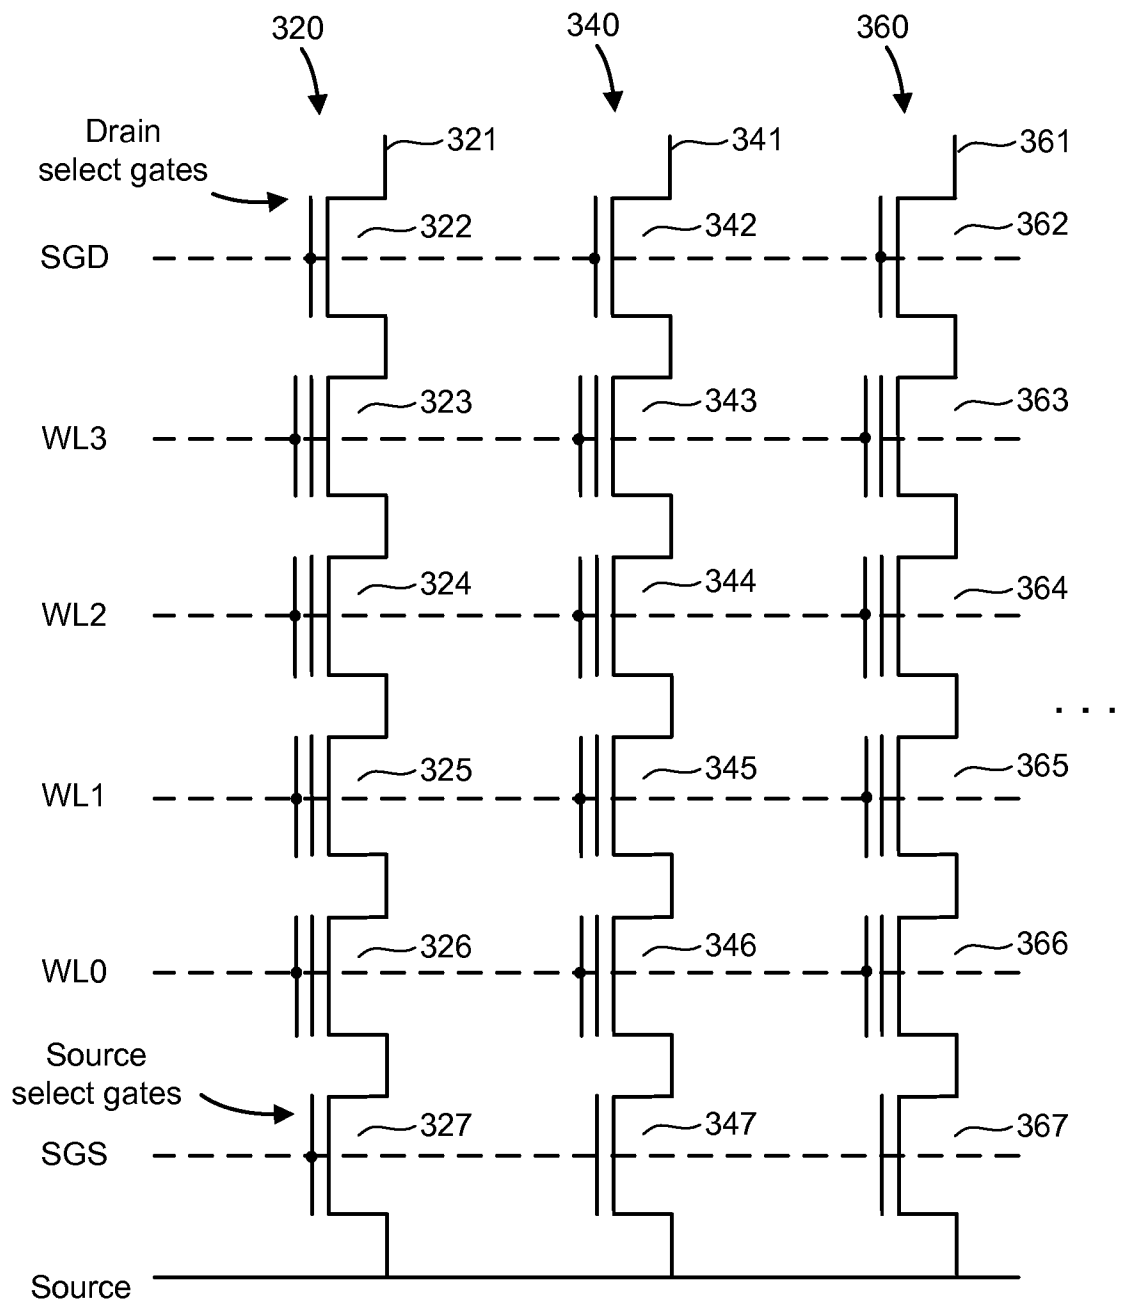 320 340 360
Drain
select gates
321 341 361
322 342 362
SGD
323 343 363
WL3
324 344 364
WL2
. . .
325 345 365
WL1
326 346 366
WL0
Source
select gates
327 347 367
SGS
Source